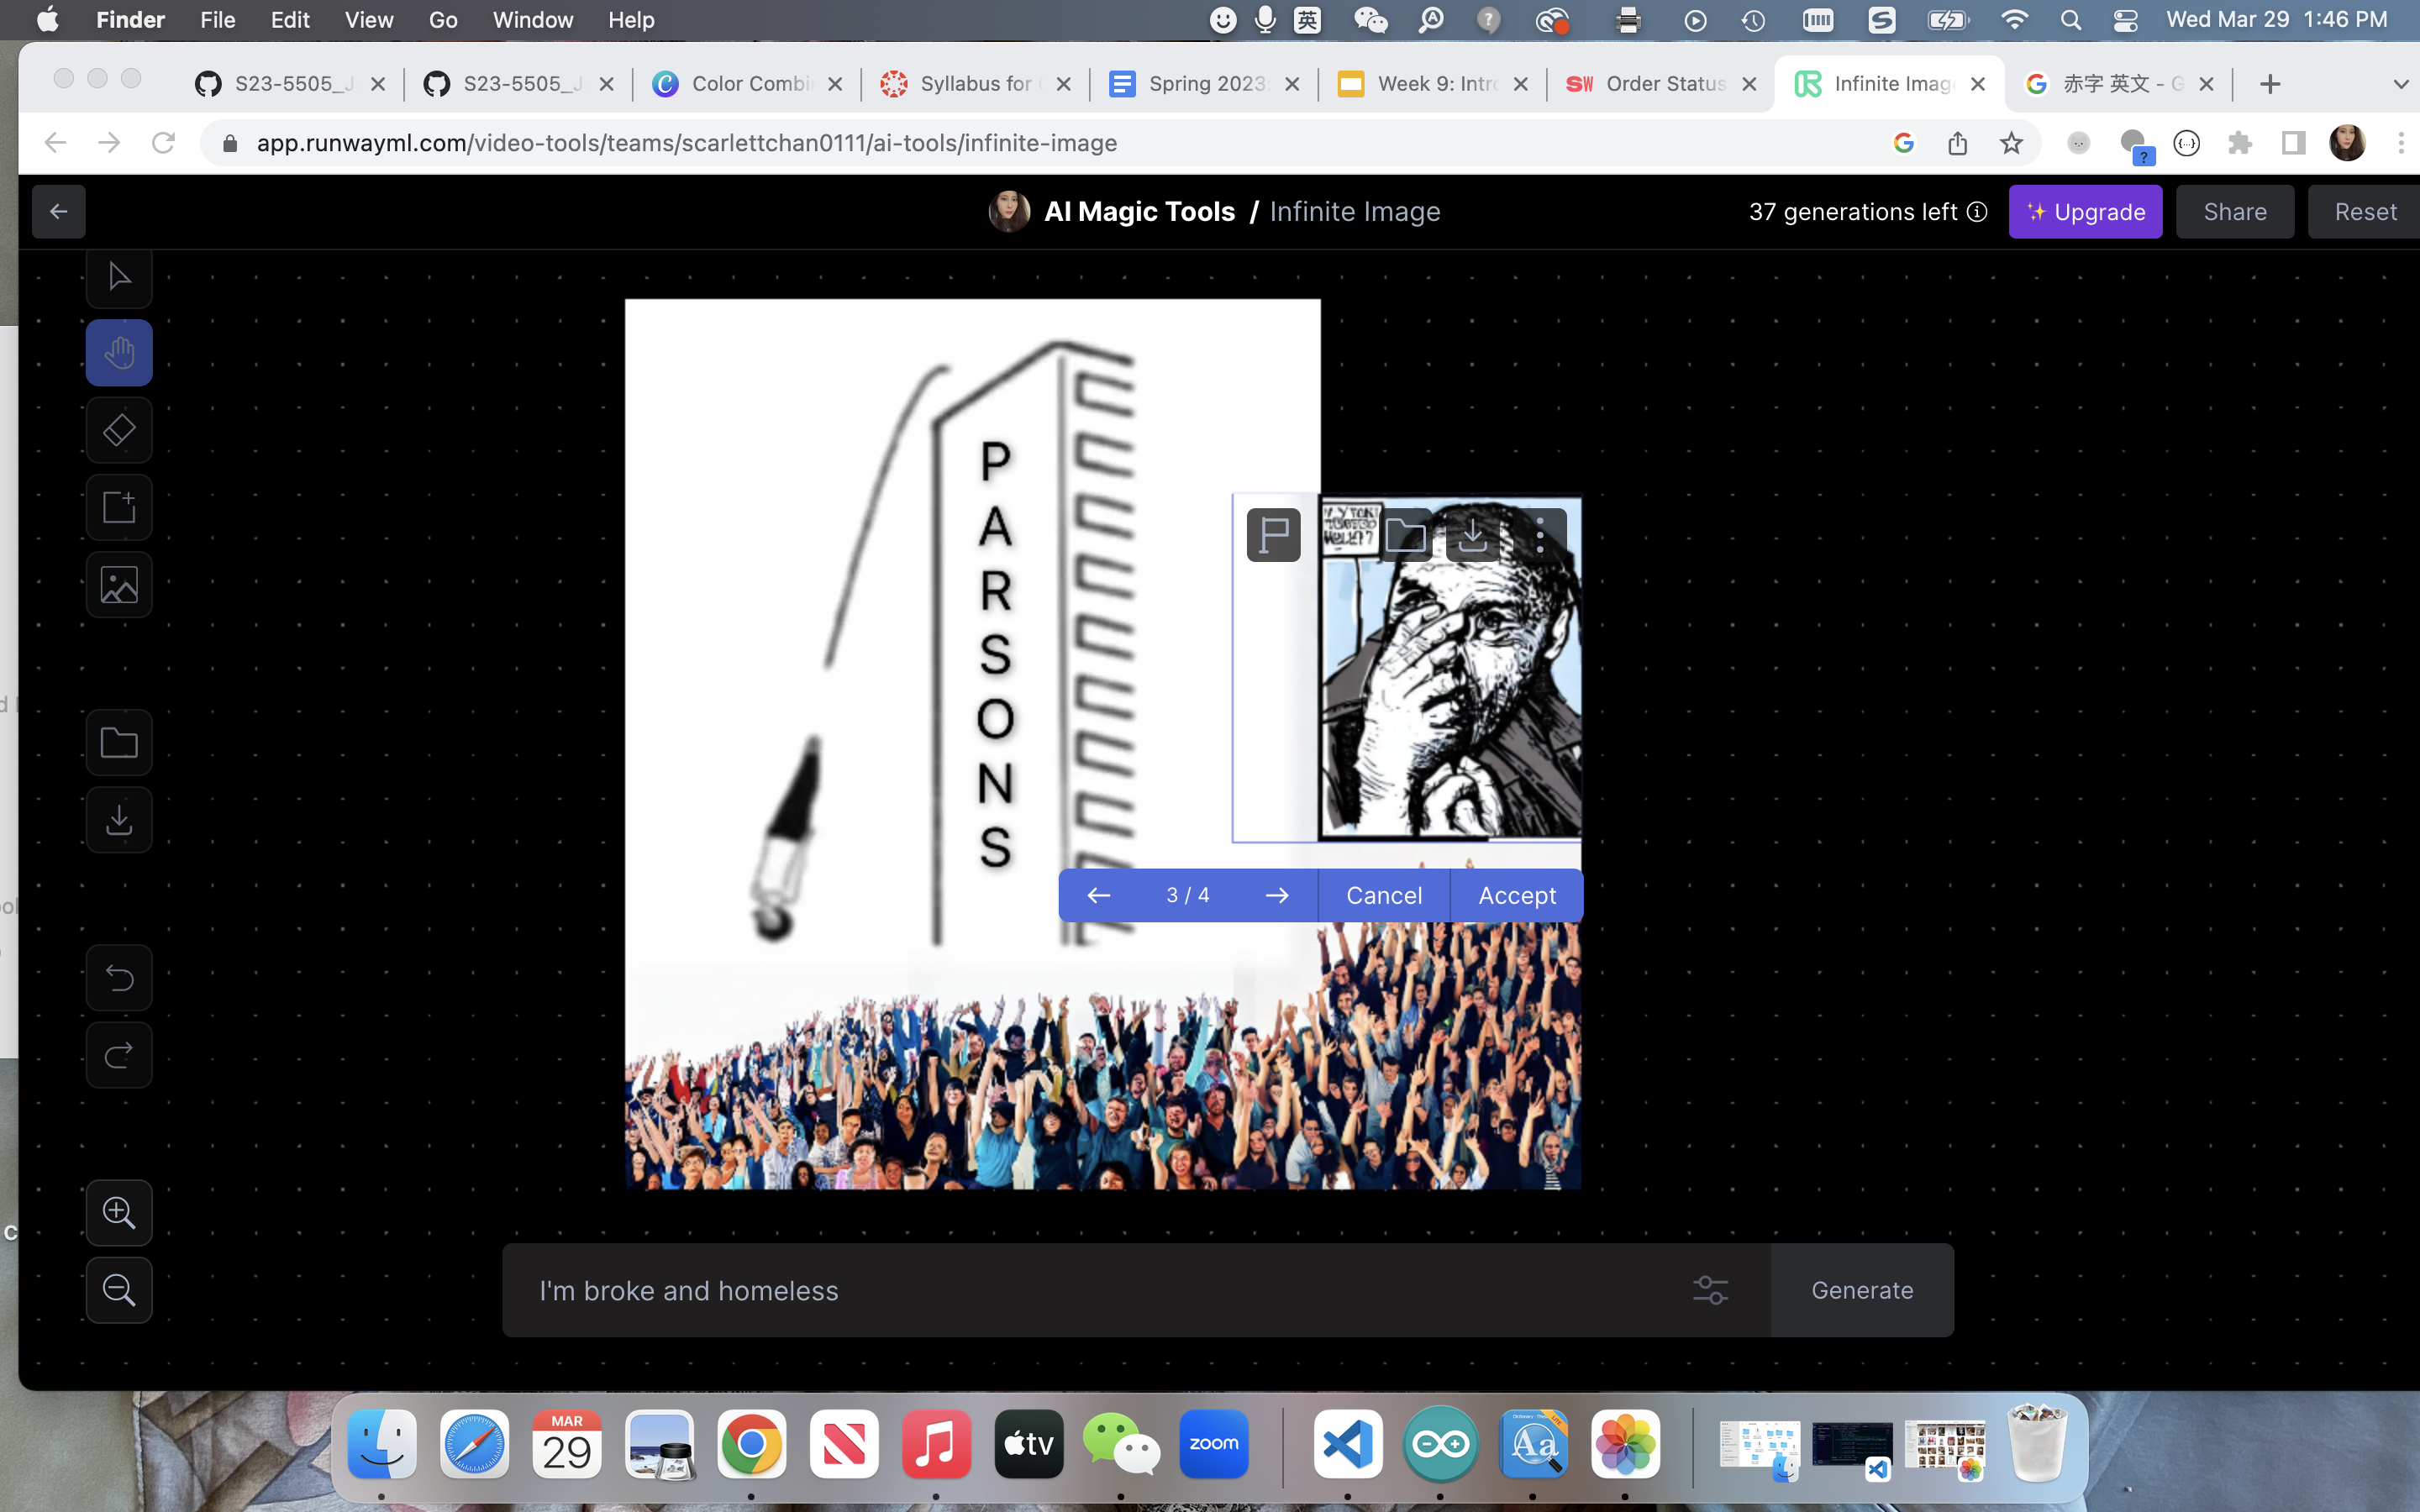 Finder File Edit View Go Window Help 英 Wed Mar 29 1:46 PM
S23-5505_J S23-5505_J Color Combi Syllabus for Spring 2023: Week 9: Intro SW Order Status Infinite Imag 赤字 英文 - G
app.runwayml.com/video-tools/teams/scarlettchan0111/ai-tools/infinite-image
AI Magic Tools / Infinite Image 37 generations left Upgrade Share Reset
P
A
R
S
O
N
S
3 / 4 Cancel Accept
I'm broke and homeless Generate
MAR
29
tv
zoom
Aa